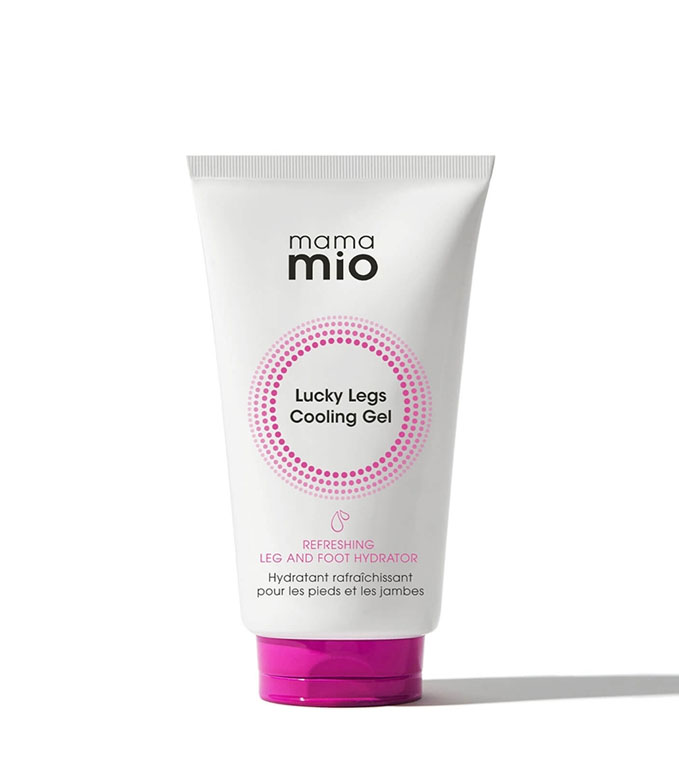 mama
mio
Lucky Legs
Cooling Gel
REFRESHING
LEG AND FOOT HYDRATOR
Hydratant rafraîchissant
pour les pieds et les jambes